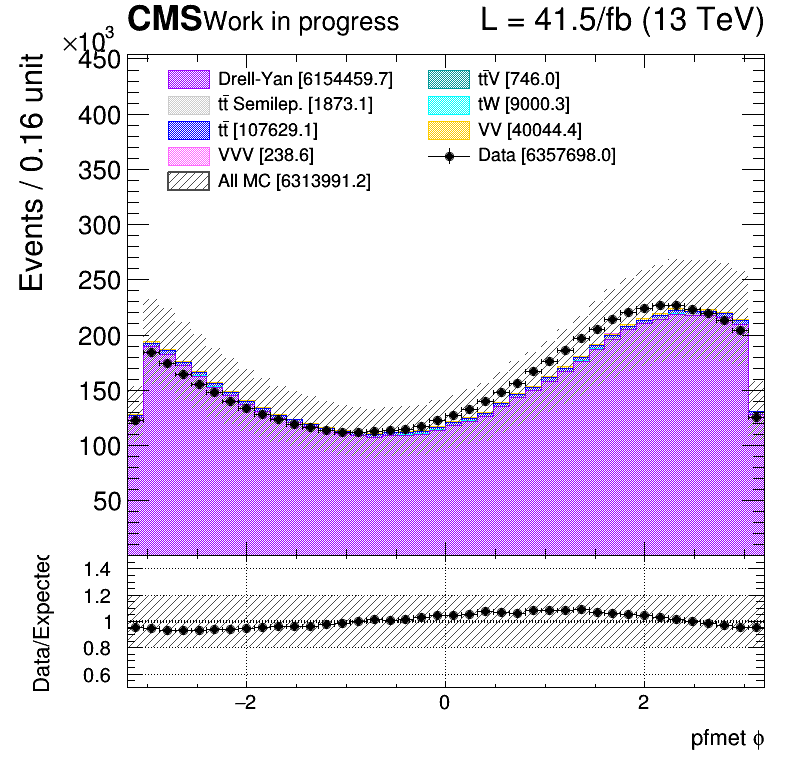 CMS Work in progress L = 41.5/fb (13 TeV)
×10³
Events / 0.16 unit
450
400
350
300
250
200
150
100
50
Drell-Yan [6154459.7]
tt̄ Semilep. [1873.1]
tt̄ [107629.1]
VVV [238.6]
All MC [6313991.2]
tt̄V [746.0]
tW [9000.3]
VV [40044.4]
Data [6357698.0]
Data/Expected
1.4
1.2
1
0.8
0.6
−2 0 2
pfmet ϕ